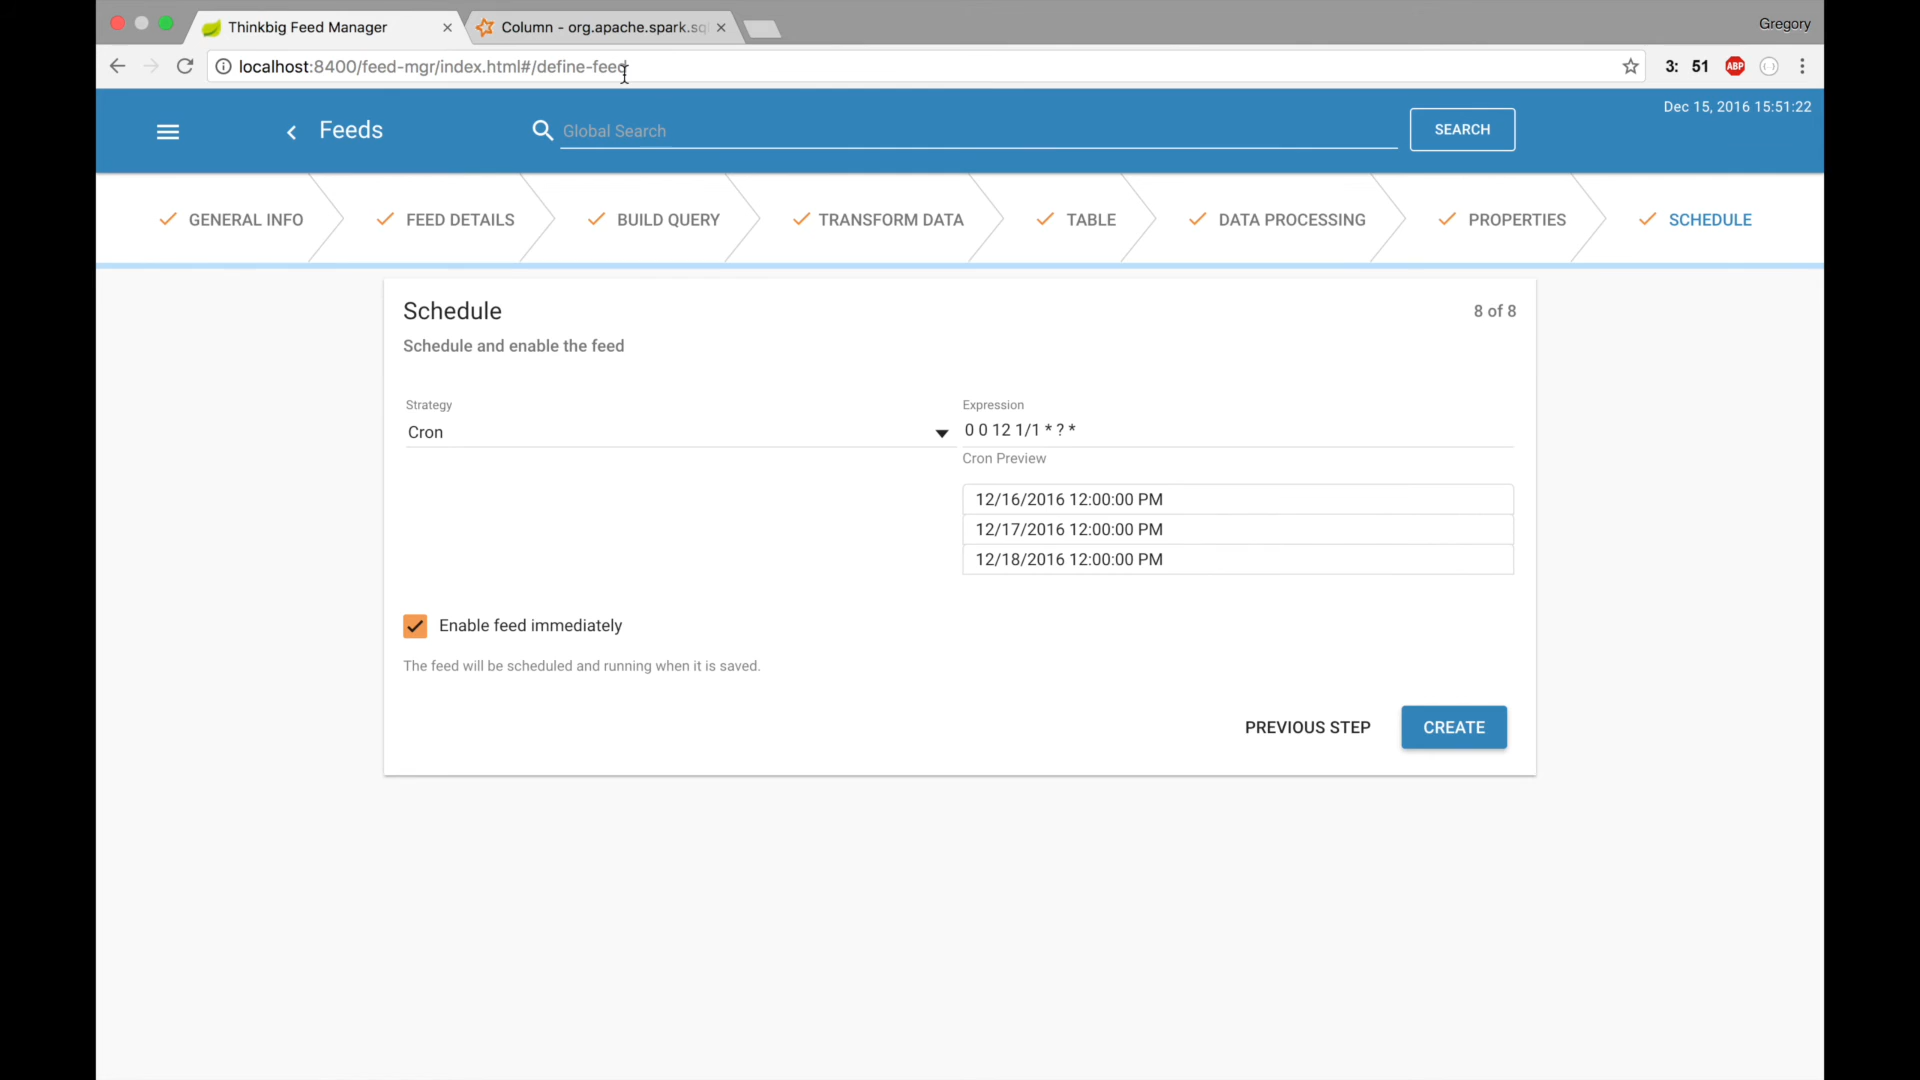 Thinkbig Feed Manager
Column - org.apache.spark.sq
Gregory
localhost:8400/feed-mgr/index.html#/define-feed
3: 51
ABP
Dec 15, 2016 15:51:22
Feeds
Global Search
SEARCH
GENERAL INFO
FEED DETAILS
BUILD QUERY
TRANSFORM DATA
TABLE
DATA PROCESSING
PROPERTIES
SCHEDULE
Schedule
8 of 8
Schedule and enable the feed
Strategy
Cron
Expression
0 0 12 1/1 * ? *
Cron Preview
12/16/2016 12:00:00 PM
12/17/2016 12:00:00 PM
12/18/2016 12:00:00 PM
Enable feed immediately
The feed will be scheduled and running when it is saved.
PREVIOUS STEP
CREATE